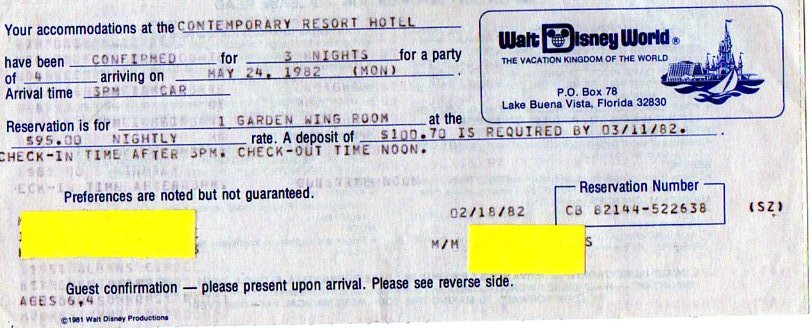 Your accommodations at the CONTEMPORARY RESORT HOTEL
have been CONFIRMED for 3 NIGHTS for a party
of 4 arriving on MAY 24, 1982 (MON) .
Arrival time 3PM CAR
Reservation is for 1 GARDEN WING ROOM at the
$95.00 NIGHTLY rate. A deposit of $100.70 IS REQUIRED BY 03/11/82.
CHECK-IN TIME AFTER 3PM. CHECK-OUT TIME NOON.
Walt Disney World®
THE VACATION KINGDOM OF THE WORLD
P.O. Box 78
Lake Buena Vista, Florida 32830
Preferences are noted but not guaranteed.
Reservation Number
02/18/82 CB 82144-522638 (SZ)
M/M S
Guest confirmation — please present upon arrival. Please see reverse side.
AGES 6,4
©1981 Walt Disney Productions